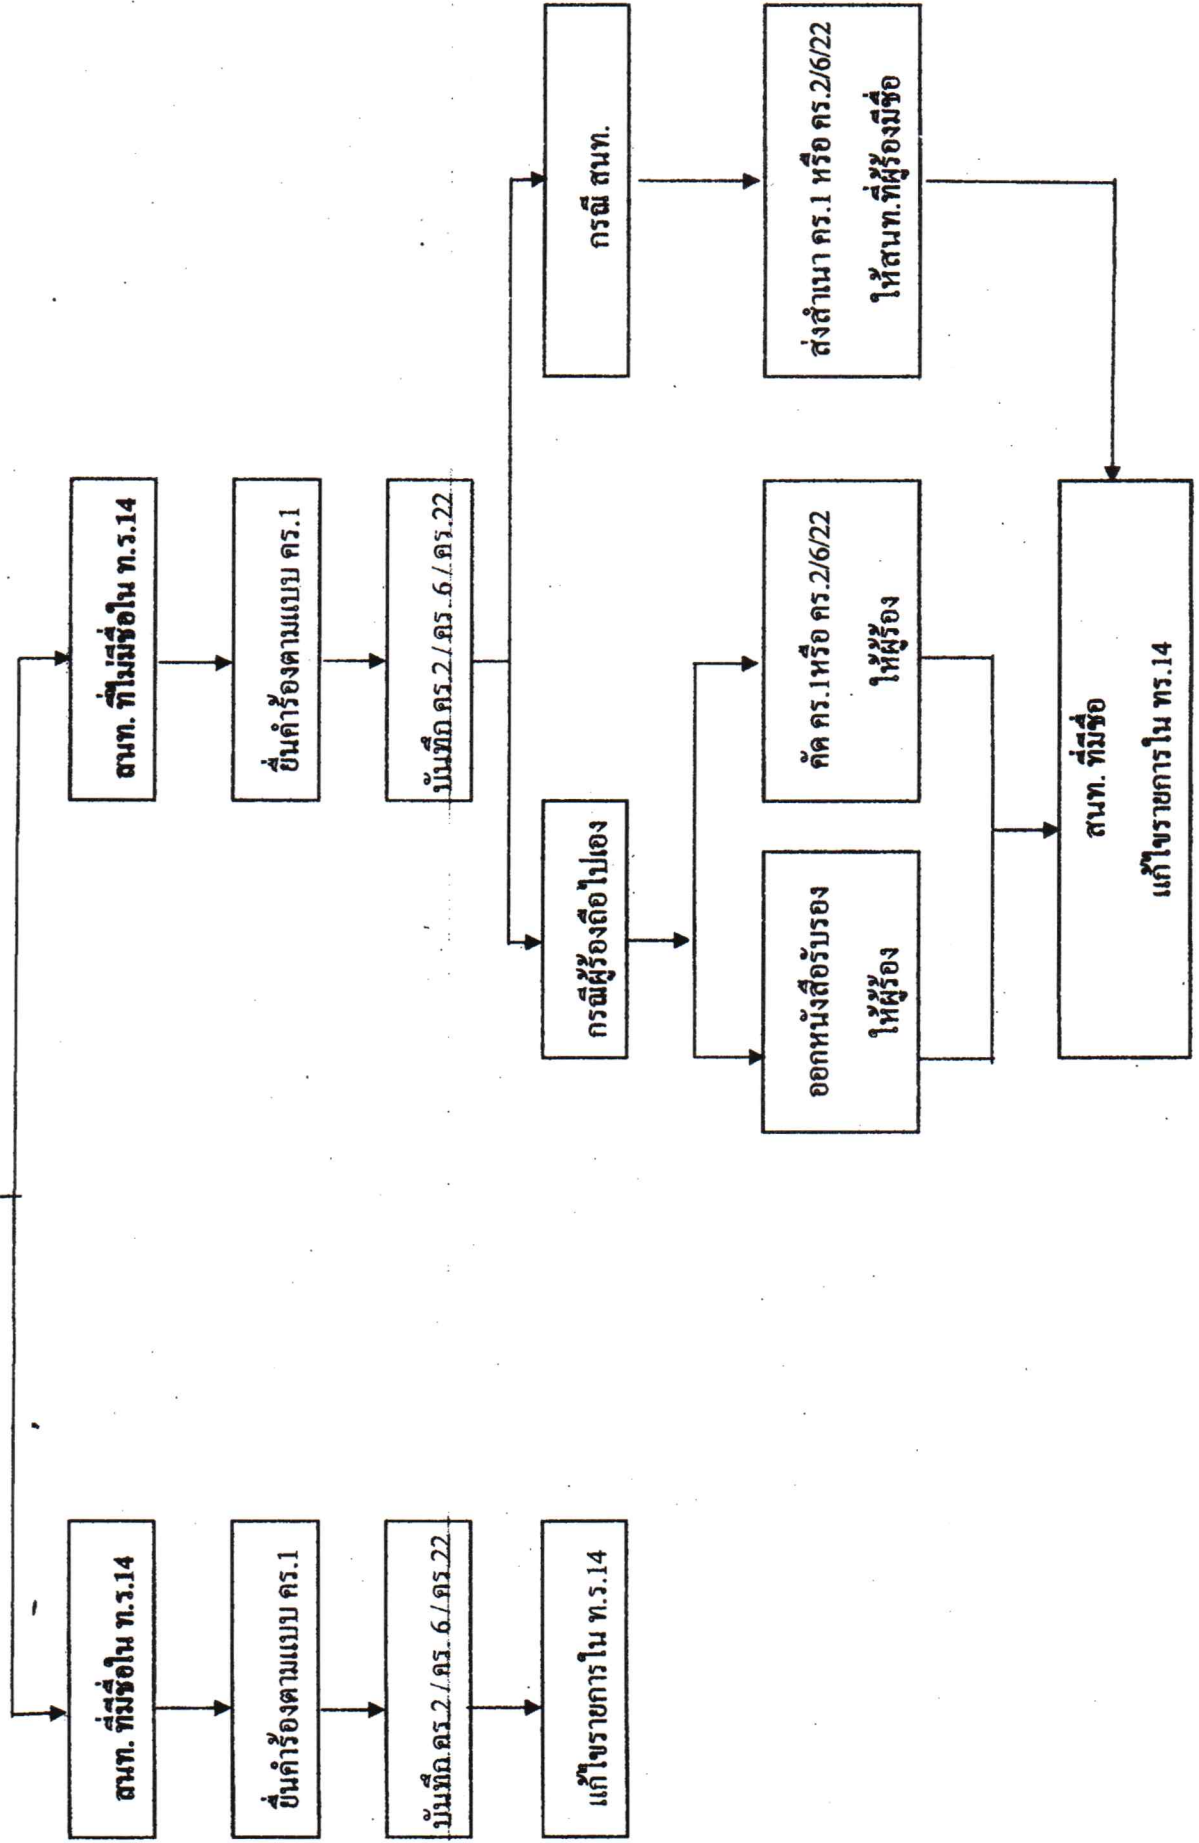 สนท. ที่มีชื่อใน ท.ร.14
ยื่นคำร้องตามแบบ คร.1
บันทึก คร.2 / คร. 6 / คร.22
แก้ไขรายการใน ท.ร.14
สนท. ที่ไม่มีชื่อใน ท.ร.14
ยื่นคำร้องตามแบบ คร.1
บันทึก คร.2 / คร. 6 / คร.22
กรณีผู้ร้องถือไปเอง
ออกหนังสือรับรอง
ให้ผู้ร้อง
คัด คร.1หรือ คร.2/6/22
ให้ผู้ร้อง
กรณี สนท.
ส่งสำเนา คร.1 หรือ คร.2/6/22
ให้สนท.ที่ผู้ร้องมีชื่อ
สนท. ที่มีชื่อ
แก้ไขรายการใน ทร.14